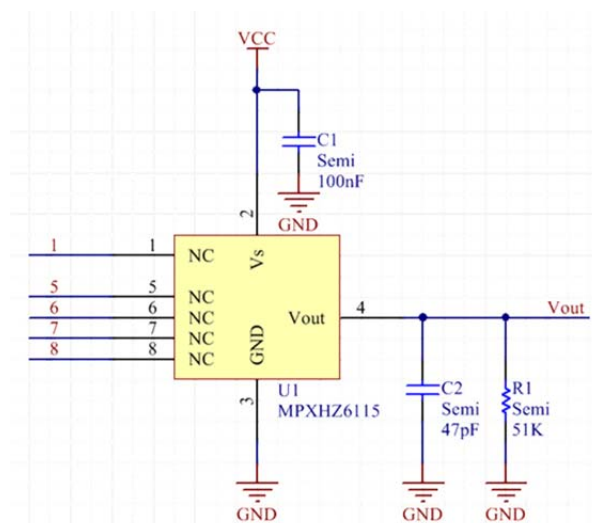 VCC
C1
Semi
100nF
GND
2
1 1 NC
Vs
5 5 NC
6 6 NC
7 7 NC
8 8 NC
Vout 4
Vout
GND
3
U1
MPXHZ6115
C2
Semi
47pF
R1
Semi
51K
GND
GND
GND